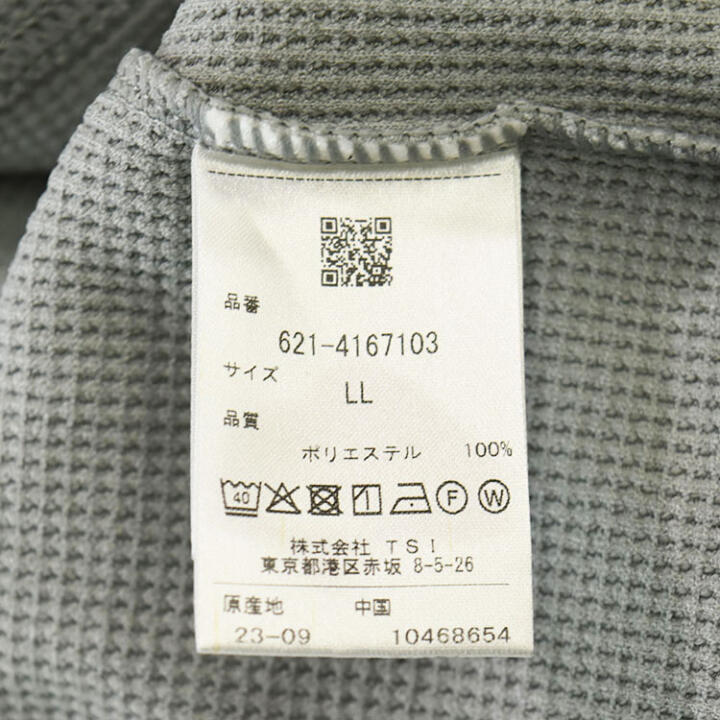 品番
621-4167103
サイズ
LL
品質
ポリエステル 100%
40 F W
株式会社 TSI
東京都港区赤坂 8-5-26
原産地 中国
23-09 10468654